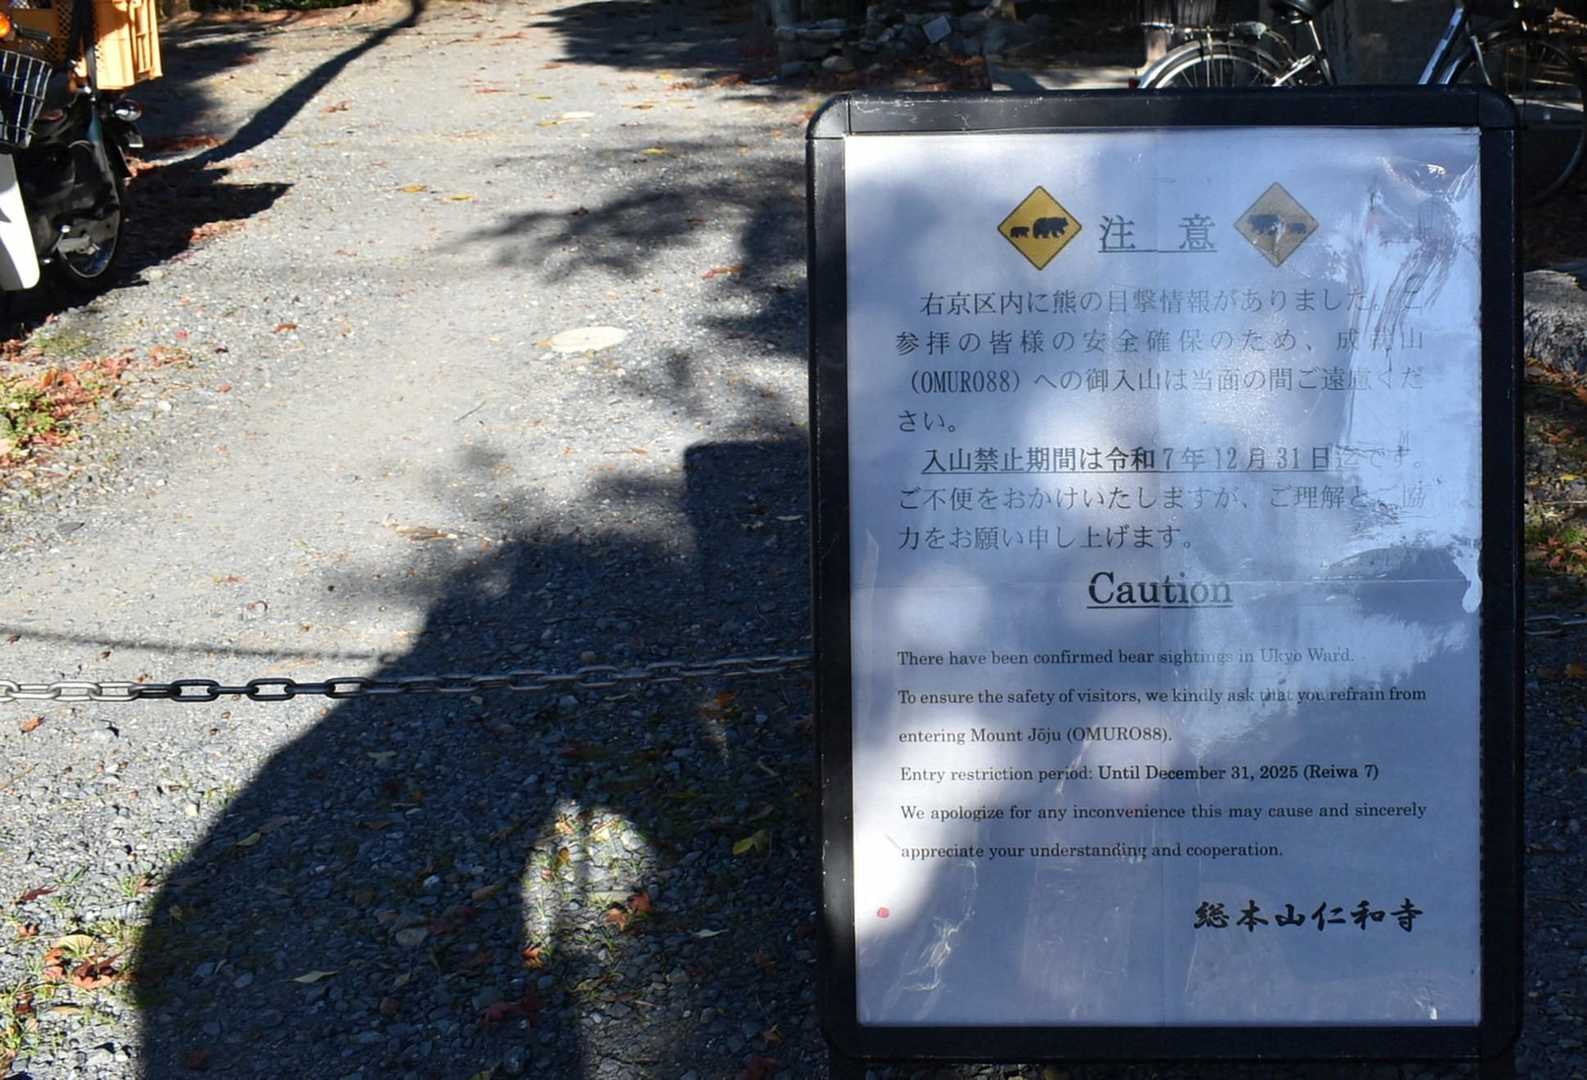 注　意
右京区内に熊の目撃情報がありました。ご
参拝の皆様の安全確保のため、成就山
（OMURO88）への御入山は当面の間ご遠慮くだ
さい。
入山禁止期間は令和7年12月31日迄です。
ご不便をおかけいたしますが、ご理解とご協
力をお願い申し上げます。
Caution
There have been confirmed bear sightings in Ukyo Ward.
To ensure the safety of visitors, we kindly ask that you refrain from
entering Mount Jōju (OMURO88).
Entry restriction period: Until December 31, 2025 (Reiwa 7)
We apologize for any inconvenience this may cause and sincerely
appreciate your understanding and cooperation.
総本山仁和寺